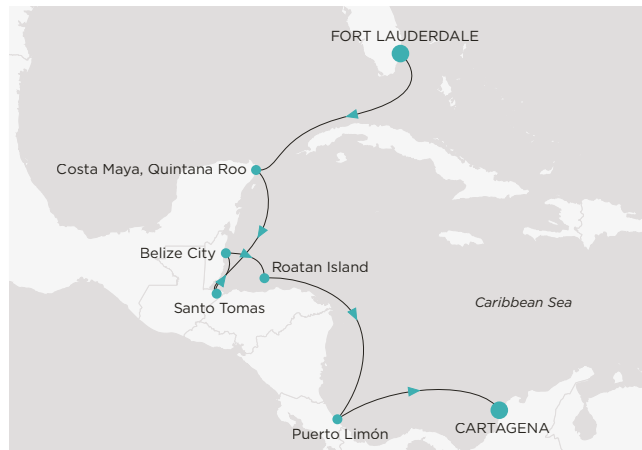 FORT LAUDERDALE
Costa Maya, Quintana Roo
Belize City
Roatan Island
Santo Tomas
Caribbean Sea
CARTAGENA
Puerto Limón